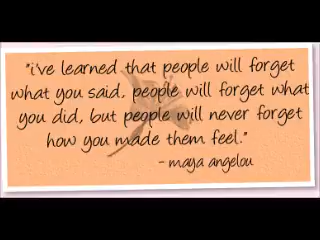 "i've learned that people will forget
what you said, people will forget what
you did, but people will never forget
how you made them feel."
- maya angelou